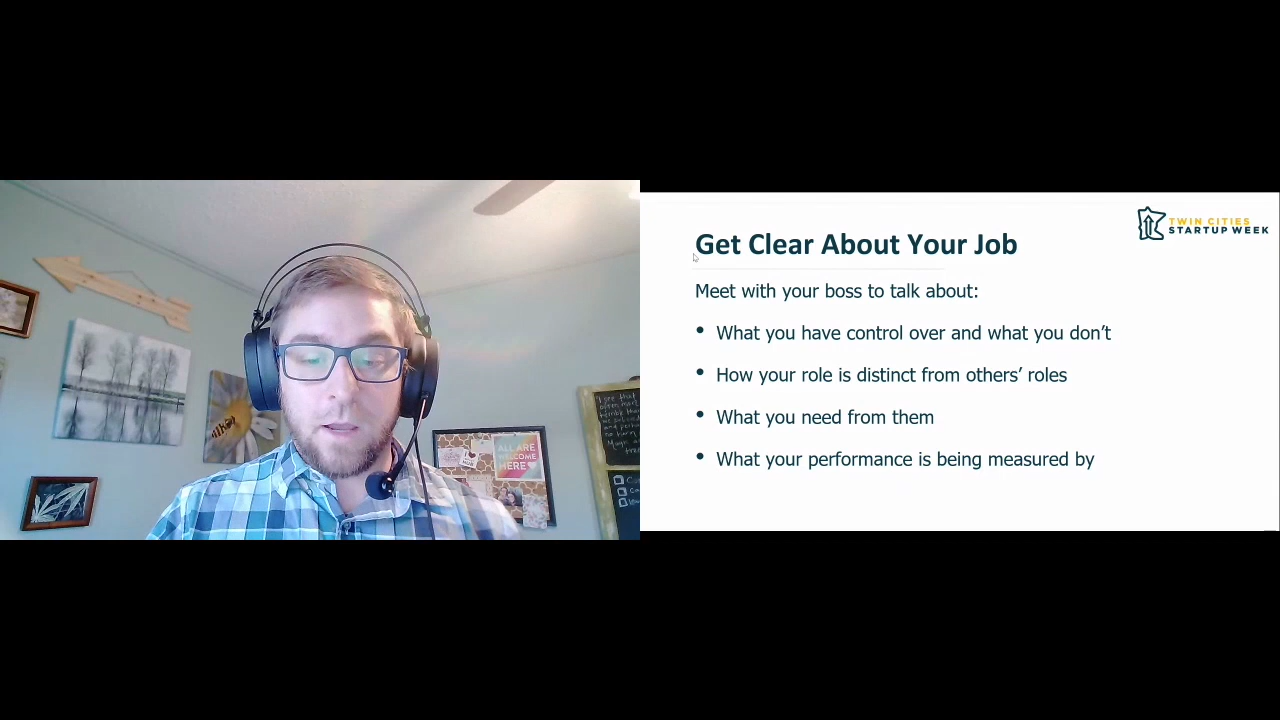 TWIN CITIES
STARTUP WEEK
Get Clear About Your Job
Meet with your boss to talk about:
• What you have control over and what you don’t
• How your role is distinct from others’ roles
• What you need from them
• What your performance is being measured by
ALL ARE
WELCOME
HERE
I
often
and